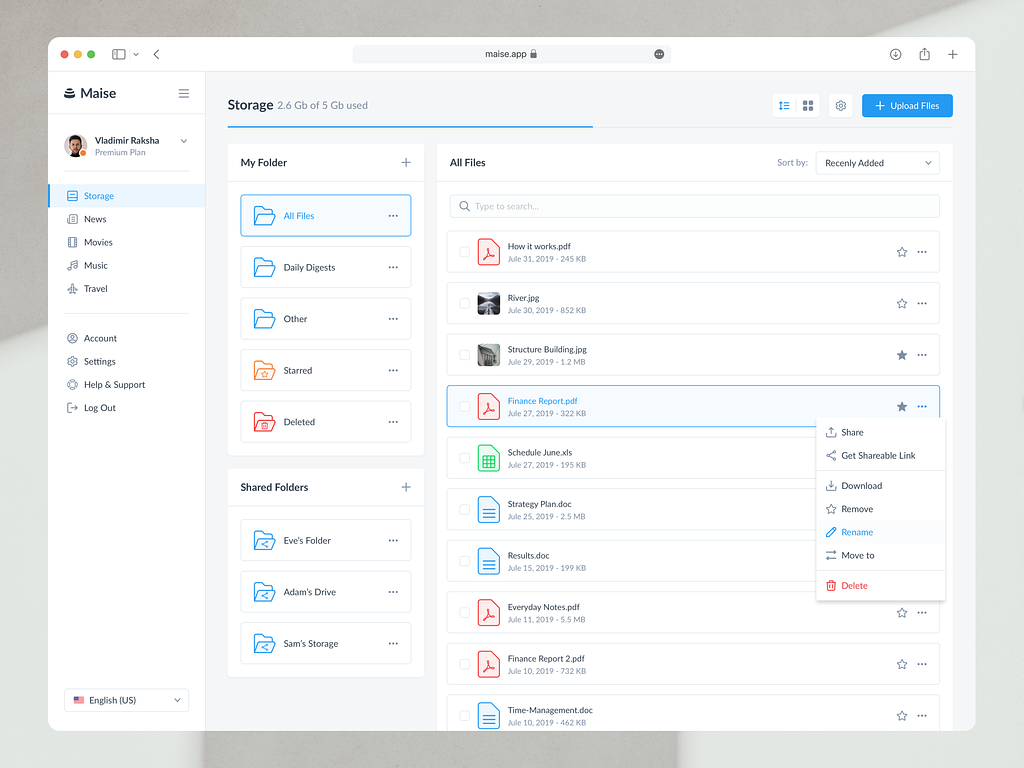 maise.app
Maise
Vladimir Raksha
Premium Plan
Storage
News
Movies
Music
Travel
Account
Settings
Help & Support
Log Out
English (US)
Storage 2.6 Gb of 5 Gb used
Upload FIles
My Folder
All Files
Daily Digests
Other
Starred
Deleted
Shared Folders
Eve's Folder
Adam's Drive
Sam's Storage
All Files
Sort by: Recenly Added
Type to search...
How it works.pdf
Jule 31, 2019 - 245 KB
River.jpg
Jule 30, 2019 - 852 KB
Structure Building.jpg
Jule 29, 2019 - 1.2 MB
Finance Report.pdf
Jule 27, 2019 - 322 KB
Schedule June.xls
Jule 27, 2019 - 195 KB
Strategy Plan.doc
Jule 25, 2019 - 2.5 MB
Results.doc
Jule 15, 2019 - 199 KB
Everyday Notes.pdf
Jule 11, 2019 - 5.5 MB
Finance Report 2.pdf
Jule 10, 2019 - 732 KB
Time-Management.doc
Jule 10, 2019 - 462 KB
Share
Get Shareable Link
Download
Remove
Rename
Move to
Delete